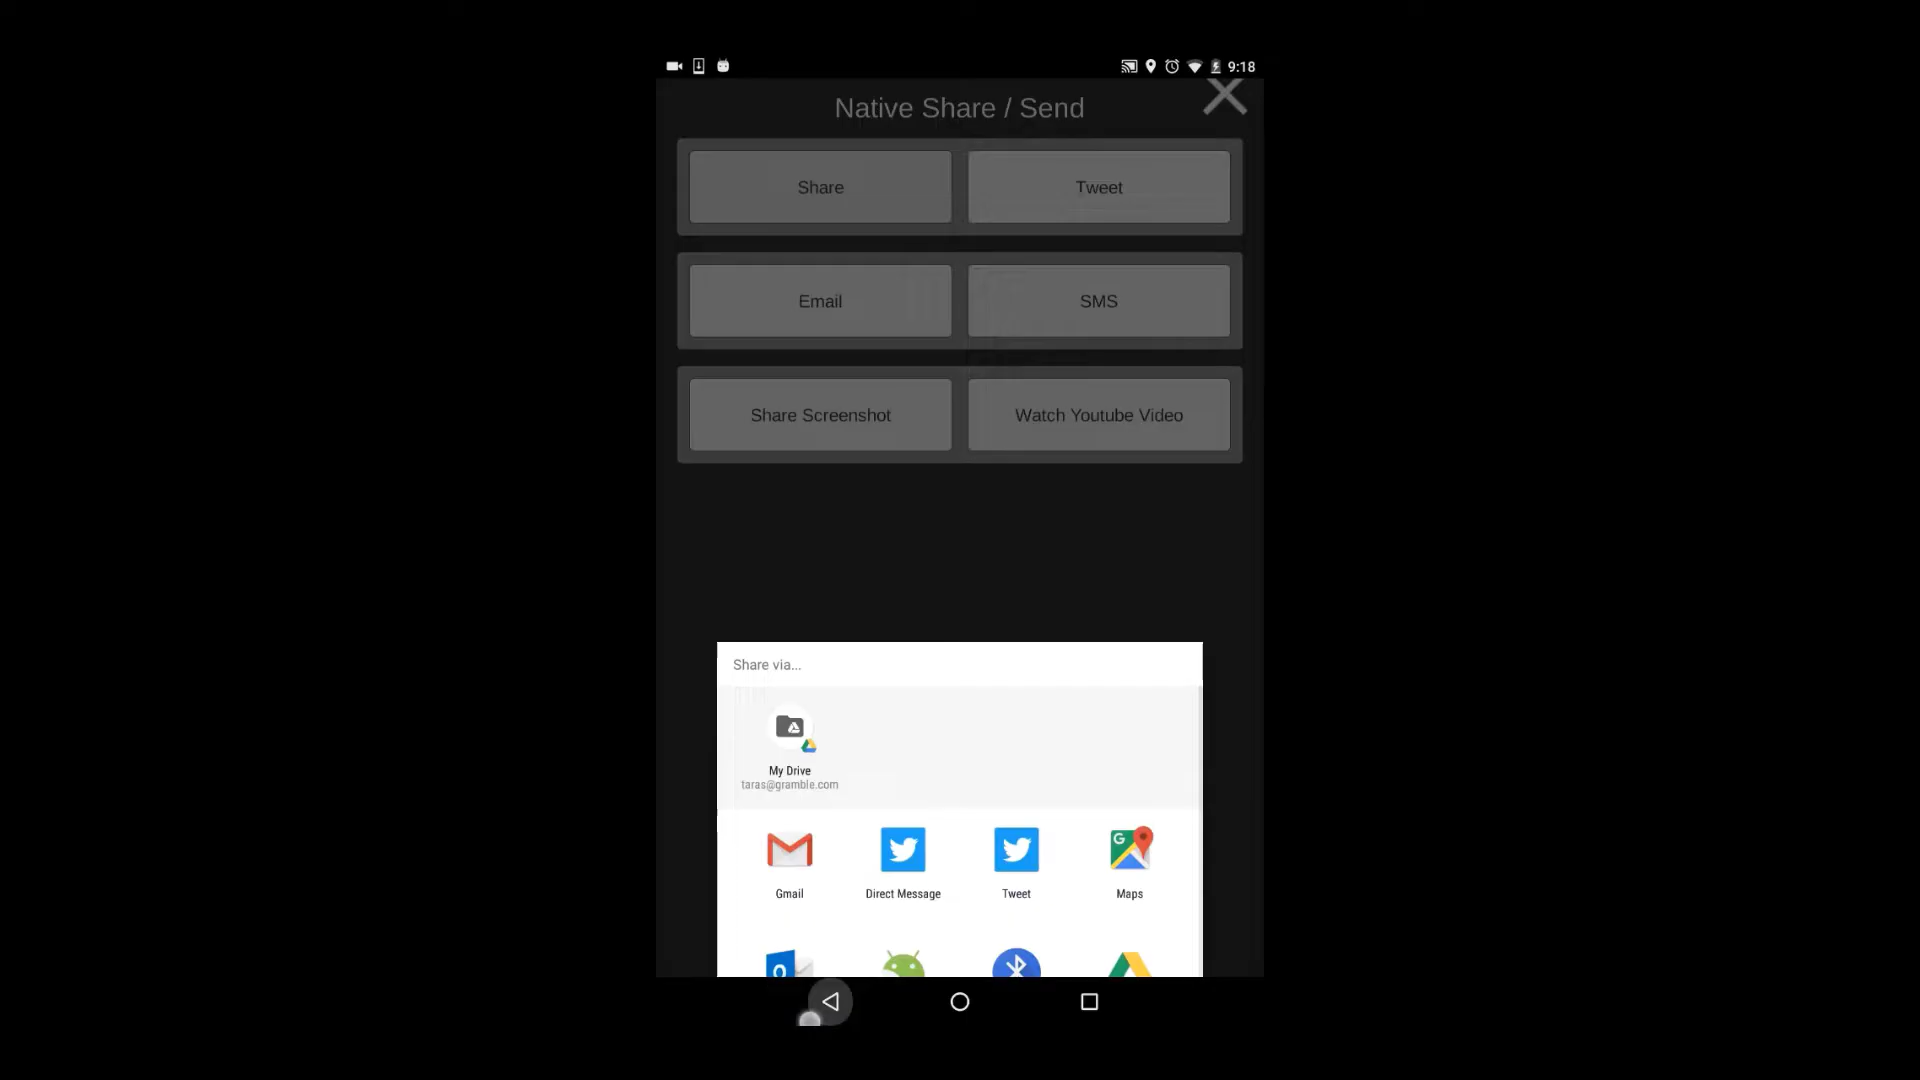 9:18
Native Share / Send
Share
Tweet
Email
SMS
Share Screenshot
Watch Youtube Video
Share via...
My Drive
taras@gramble.com
G
Gmail
Direct Message
Tweet
Maps
O